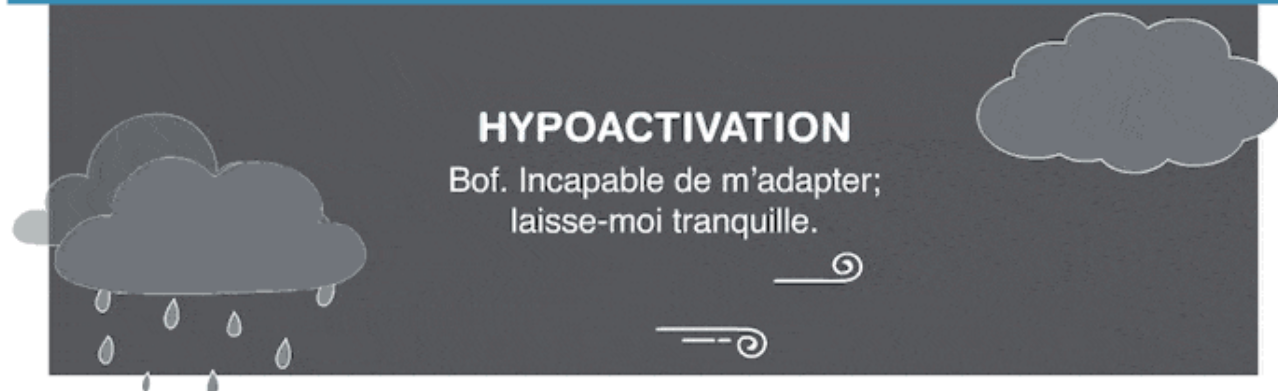 HYPOACTIVATION
Bof. Incapable de m'adapter;
laisse-moi tranquille.